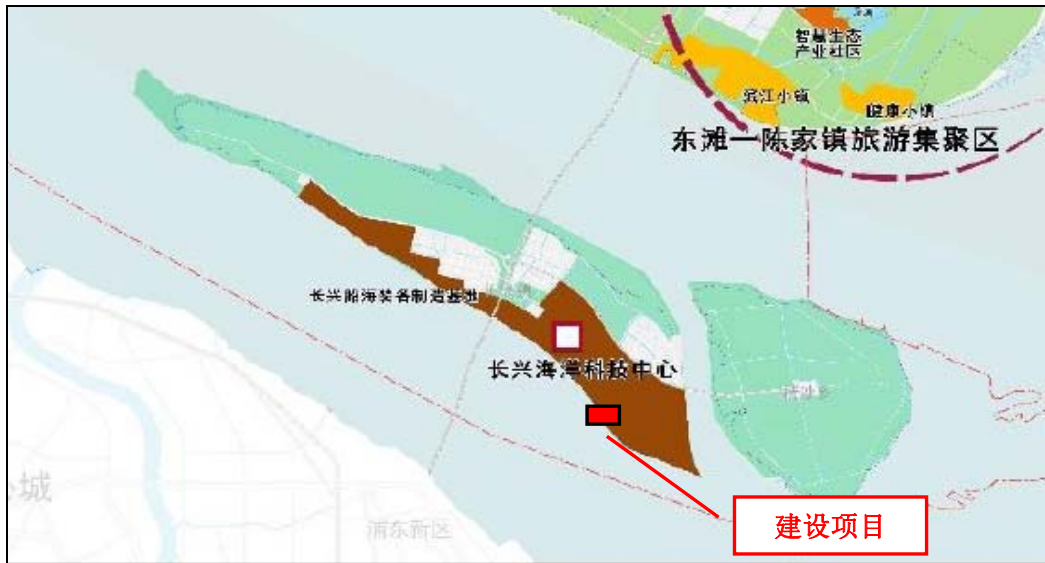 智慧生态
产业社区
滨江小镇
健康小镇
东滩—陈家镇旅游集聚区
长兴船海装备制造基地
长兴海洋科技中心
心城
浦东新区
建设项目